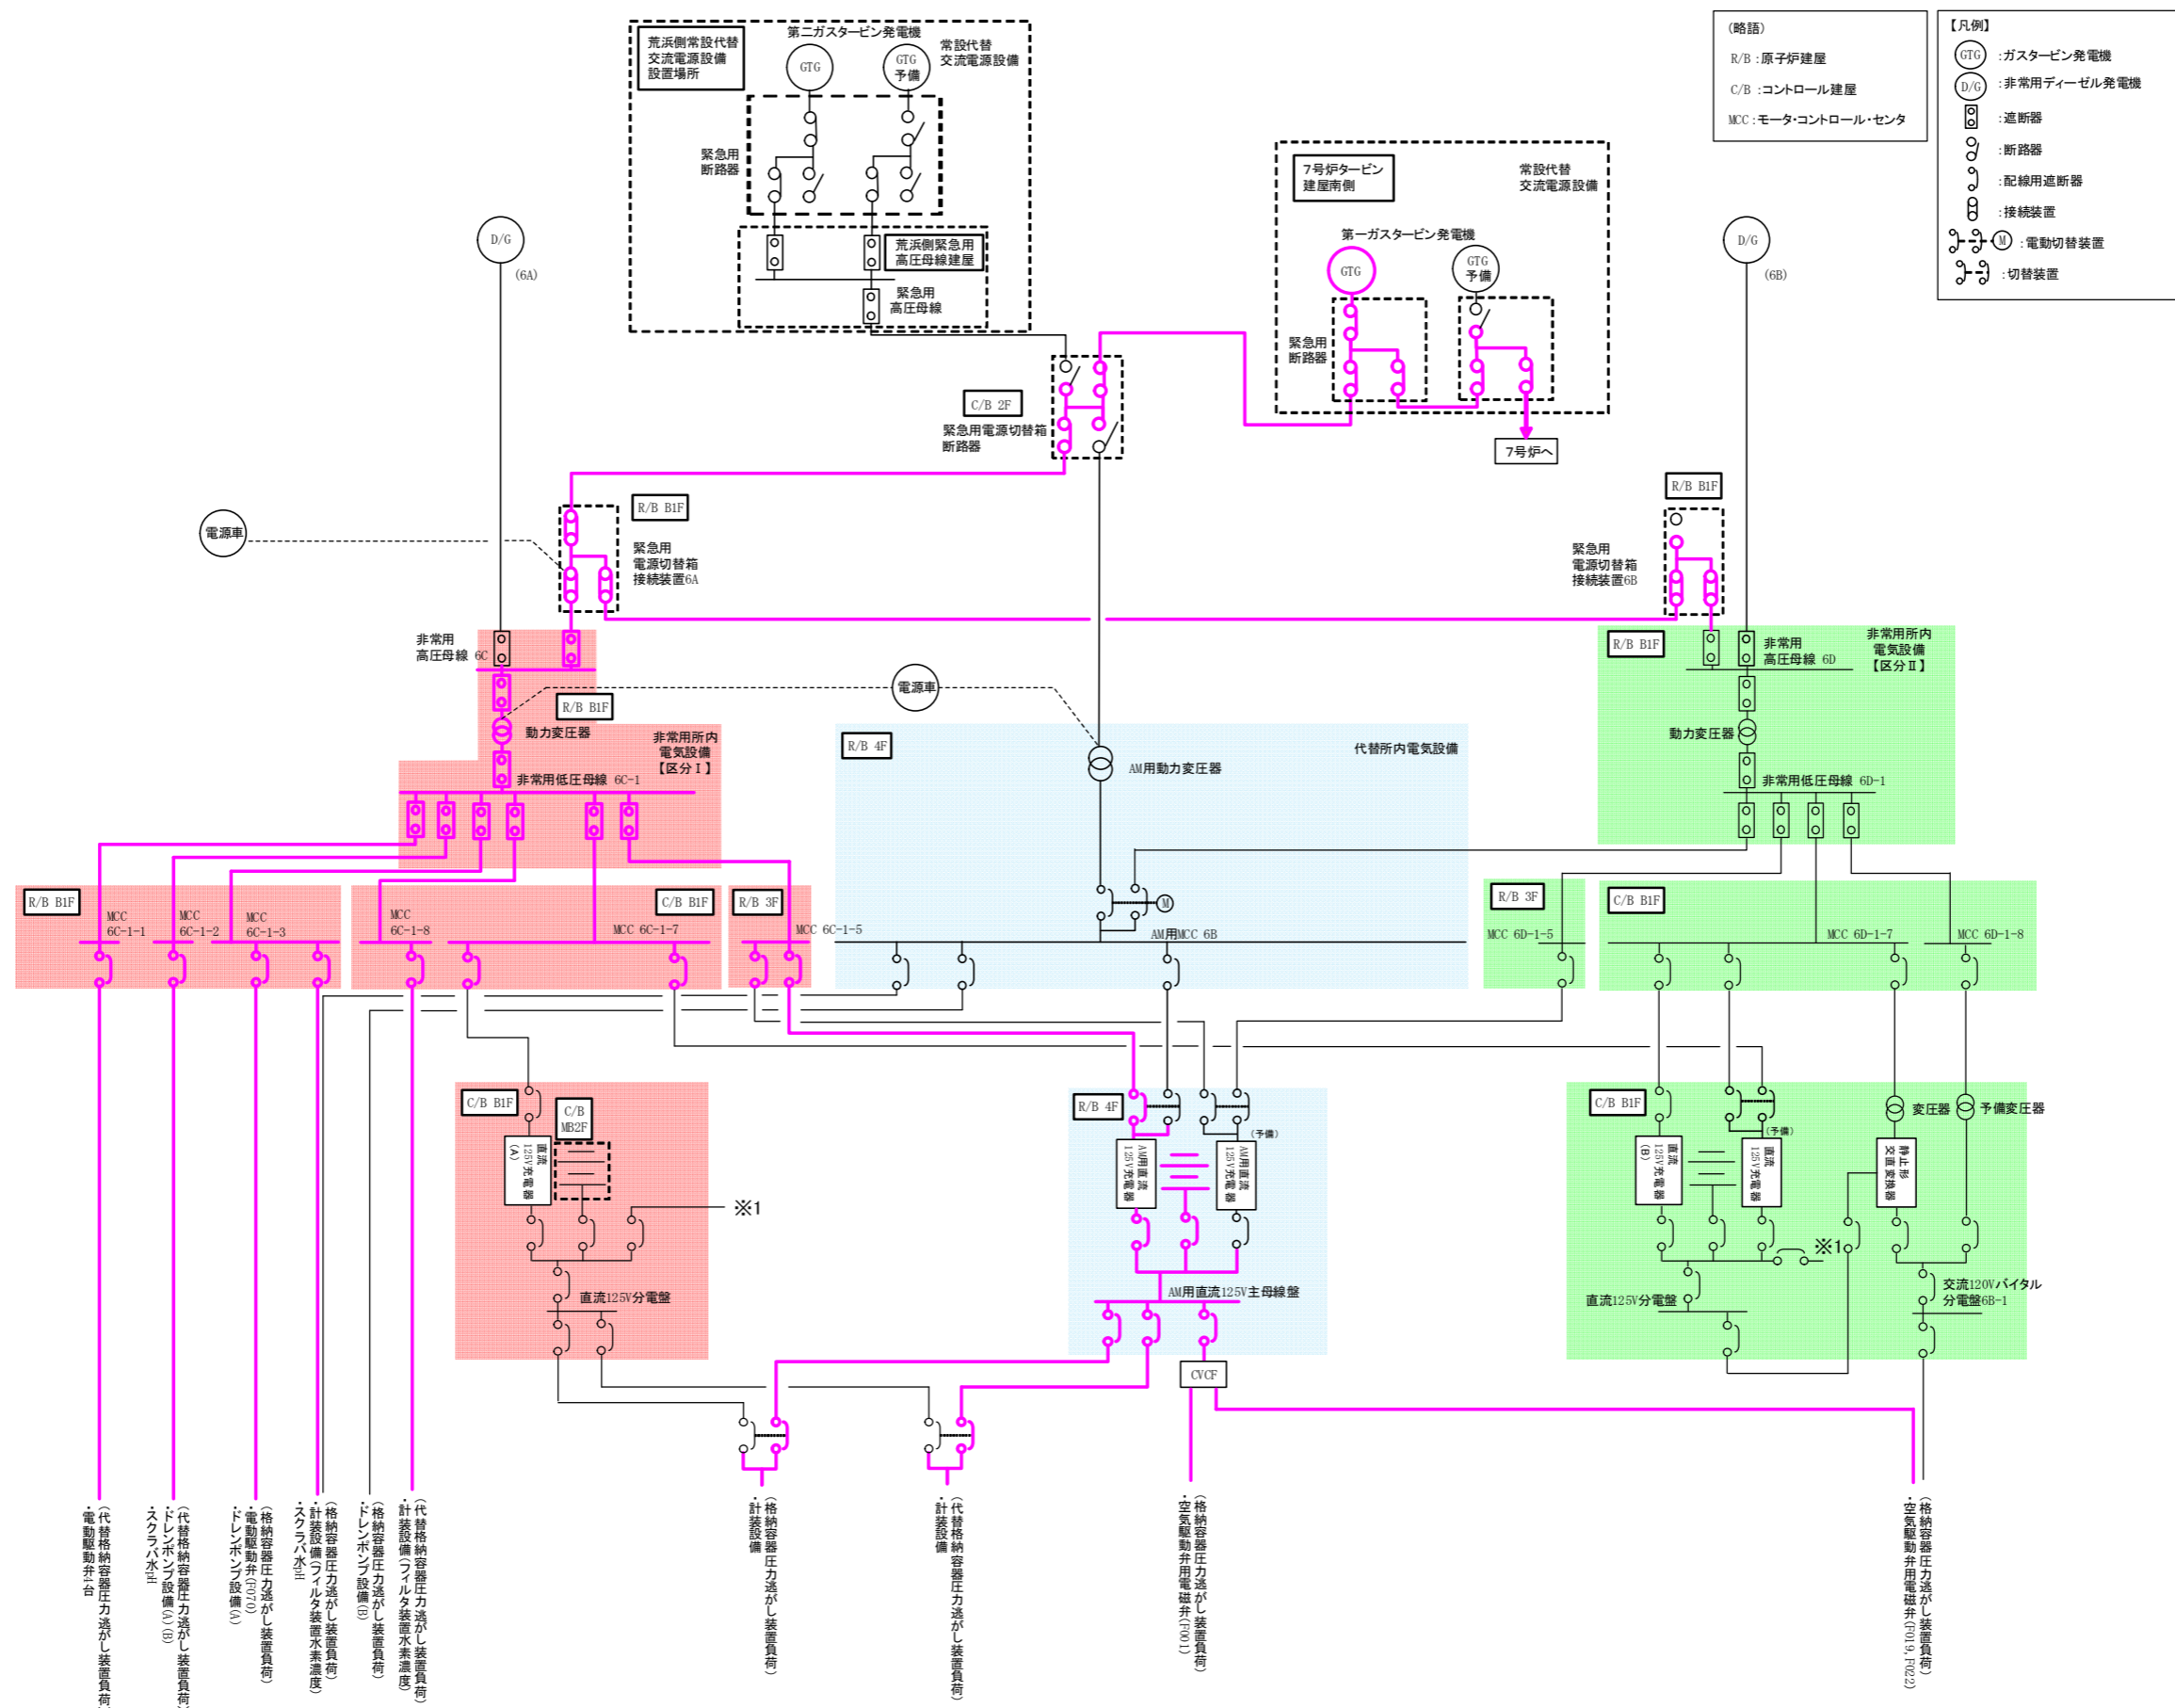 荒浜側常設代替
交流電源設備
設置場所
第二ガスタービン発電機
GTG
GTG
予備
常設代替
交流電源設備
緊急用
断路器
荒浜側緊急用
高圧母線建屋
緊急用
高圧母線
(略語)
R/B :原子炉建屋
C/B :コントロール建屋
MCC:モータ・コントロール・センタ
【凡例】
GTG :ガスタービン発電機
D/G :非常用ディーゼル発電機
:遮断器
:断路器
:配線用遮断器
:接続装置
M :電動切替装置
:切替装置
7号炉タービン
建屋南側
常設代替
交流電源設備
第一ガスタービン発電機
GTG
GTG
予備
緊急用
断路器
7号炉へ
D/G
(6A)
D/G
(6B)
C/B 2F
緊急用電源切替箱
断路器
R/B B1F
緊急用
電源切替箱
接続装置6A
電源車
R/B B1F
緊急用
電源切替箱
接続装置6B
非常用
高圧母線 6C
R/B B1F
動力変圧器
非常用所内
電気設備
【区分Ⅰ】
非常用低圧母線 6C-1
電源車
R/B 4F
AM用動力変圧器
代替所内電気設備
M
AM用MCC 6B
R/B B1F
非常用
高圧母線 6D
非常用所内
電気設備
【区分Ⅱ】
動力変圧器
非常用低圧母線 6D-1
R/B B1F
MCC
6C-1-1
MCC
6C-1-2
MCC
6C-1-3
MCC
6C-1-8
C/B B1F
MCC 6C-1-7
R/B 3F
MCC 6C-1-5
R/B 3F
MCC 6D-1-5
C/B B1F
MCC 6D-1-7
MCC 6D-1-8
C/B B1F
C/B
MB2F
直流
125V充電器
(A)
※1
直流125V分電盤
R/B 4F
(予備)
AM用直流
125V充電器
AM用直流
125V充電器
AM用直流125V主母線盤
CVCF
C/B B1F
変圧器
予備変圧器
(予備)
直流
125V充電器
(B)
直流
125V充電器
静止形
交直変換器
※1
直流125V分電盤
交流120Vバイタル
分電盤6B-1
(代替格納容器圧力逃がし装置負荷)
・電動駆動弁4台
(代替格納容器圧力逃がし装置負荷)
・ドレンポンプ設備(A)(B)
・スクラバ水pH
(格納容器圧力逃がし装置負荷)
・電動駆動弁(F070)
・ドレンポンプ設備(A)
(格納容器圧力逃がし装置負荷)
・計装設備(フィルタ装置水素濃度)
・スクラバ水pH
(格納容器圧力逃がし装置負荷)
・ドレンポンプ設備(B)
(代替格納容器圧力逃がし装置負荷)
・計装設備(フィルタ装置水素濃度)
(格納容器圧力逃がし装置負荷)
・計装設備
(代替格納容器圧力逃がし装置負荷)
・計装設備
(格納容器圧力逃がし装置負荷)
・空気駆動弁用電磁弁(F001)
(格納容器圧力逃がし装置負荷)
・空気駆動弁用電磁弁(F019,F022)